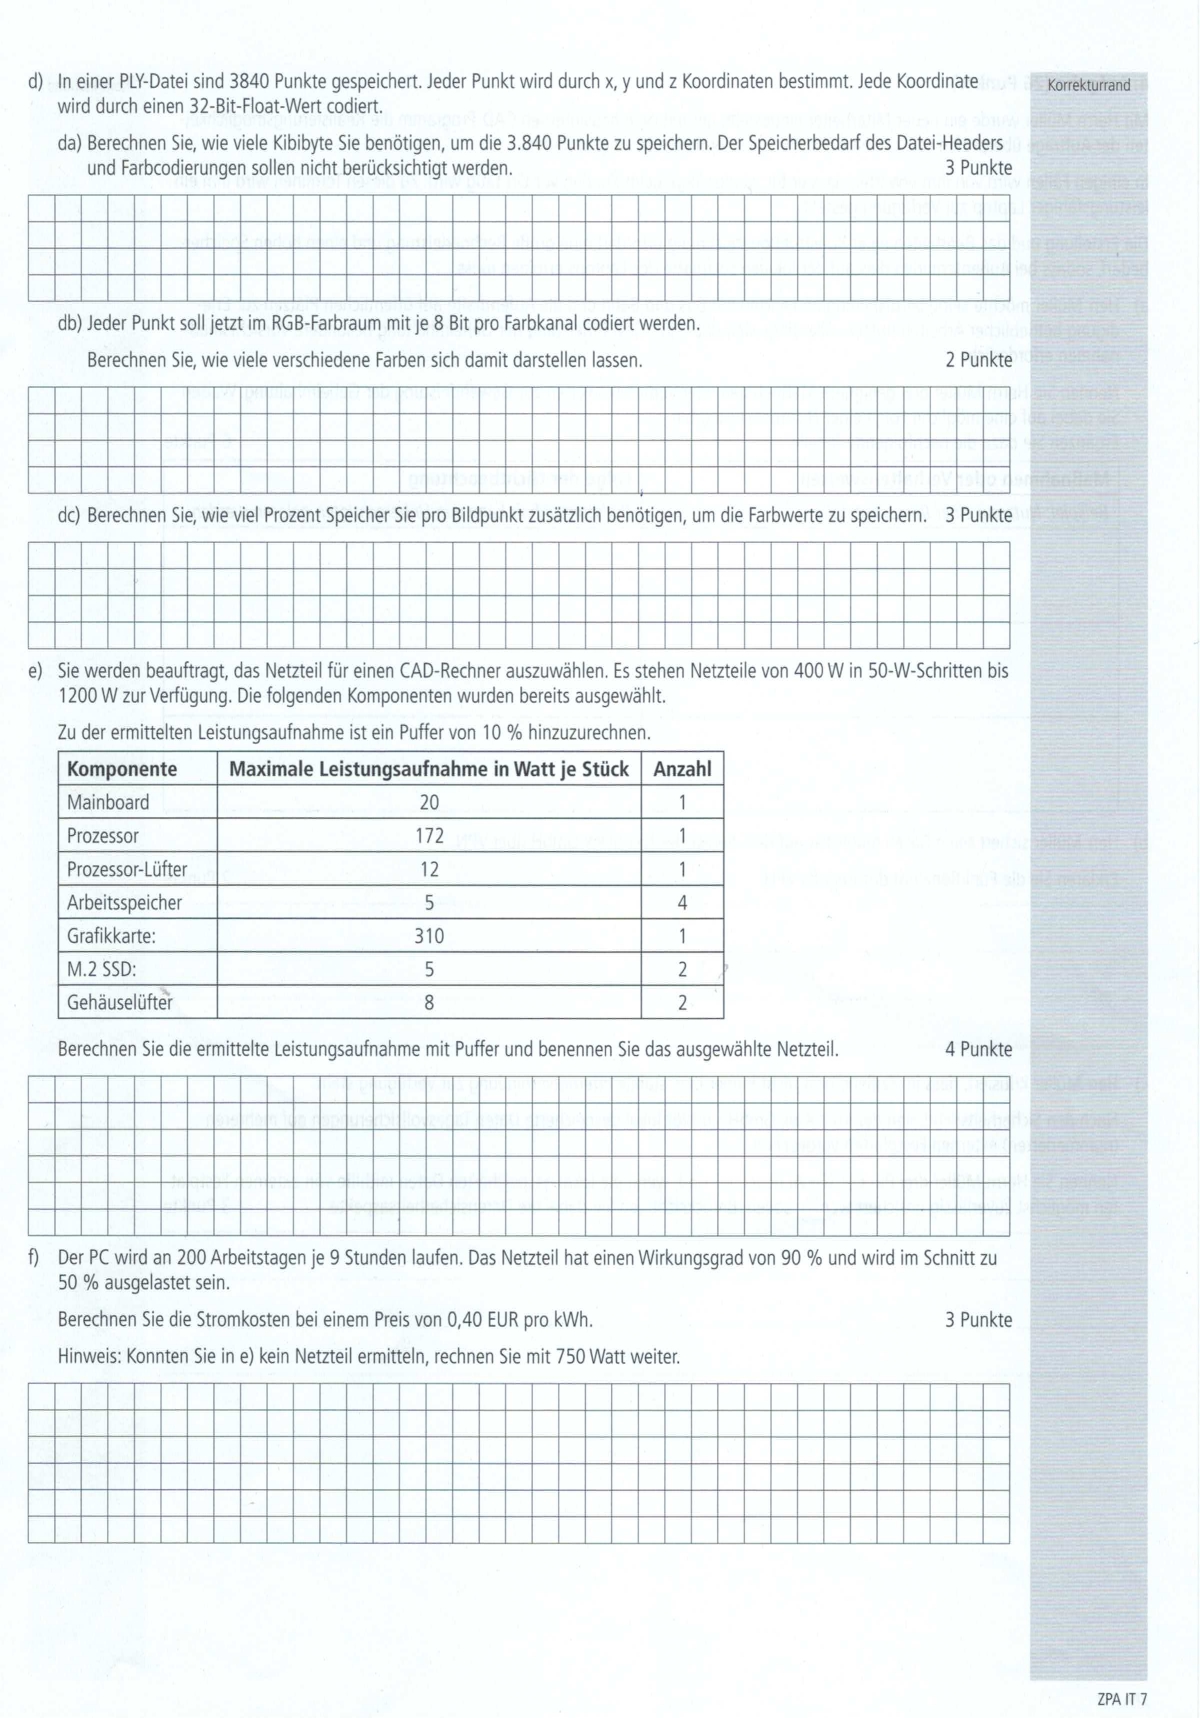 d) In einer PLY-Datei sind 3840 Punkte gespeichert. Jeder Punkt wird durch x, y und z Koordinaten bestimmt. Jede Koordinate
wird durch einen 32-Bit-Float-Wert codiert.
Korrekturrand
da) Berechnen Sie, wie viele Kibibyte Sie benötigen, um die 3.840 Punkte zu speichern. Der Speicherbedarf des Datei-Headers
und Farbcodierungen sollen nicht berücksichtigt werden. 3 Punkte
db) Jeder Punkt soll jetzt im RGB-Farbraum mit je 8 Bit pro Farbkanal codiert werden.
Berechnen Sie, wie viele verschiedene Farben sich damit darstellen lassen. 2 Punkte
dc) Berechnen Sie, wie viel Prozent Speicher Sie pro Bildpunkt zusätzlich benötigen, um die Farbwerte zu speichern. 3 Punkte
e) Sie werden beauftragt, das Netzteil für einen CAD-Rechner auszuwählen. Es stehen Netzteile von 400 W in 50-W-Schritten bis
1200 W zur Verfügung. Die folgenden Komponenten wurden bereits ausgewählt.
Zu der ermittelten Leistungsaufnahme ist ein Puffer von 10 % hinzuzurechnen.
Komponente Maximale Leistungsaufnahme in Watt je Stück Anzahl
Mainboard 20 1
Prozessor 172 1
Prozessor-Lüfter 12 1
Arbeitsspeicher 5 4
Grafikkarte: 310 1
M.2 SSD: 5 2
Gehäuselüfter 8 2
Berechnen Sie die ermittelte Leistungsaufnahme mit Puffer und benennen Sie das ausgewählte Netzteil. 4 Punkte
f) Der PC wird an 200 Arbeitstagen je 9 Stunden laufen. Das Netzteil hat einen Wirkungsgrad von 90 % und wird im Schnitt zu
50 % ausgelastet sein.
Berechnen Sie die Stromkosten bei einem Preis von 0,40 EUR pro kWh. 3 Punkte
Hinweis: Konnten Sie in e) kein Netzteil ermitteln, rechnen Sie mit 750 Watt weiter.
ZPA IT 7